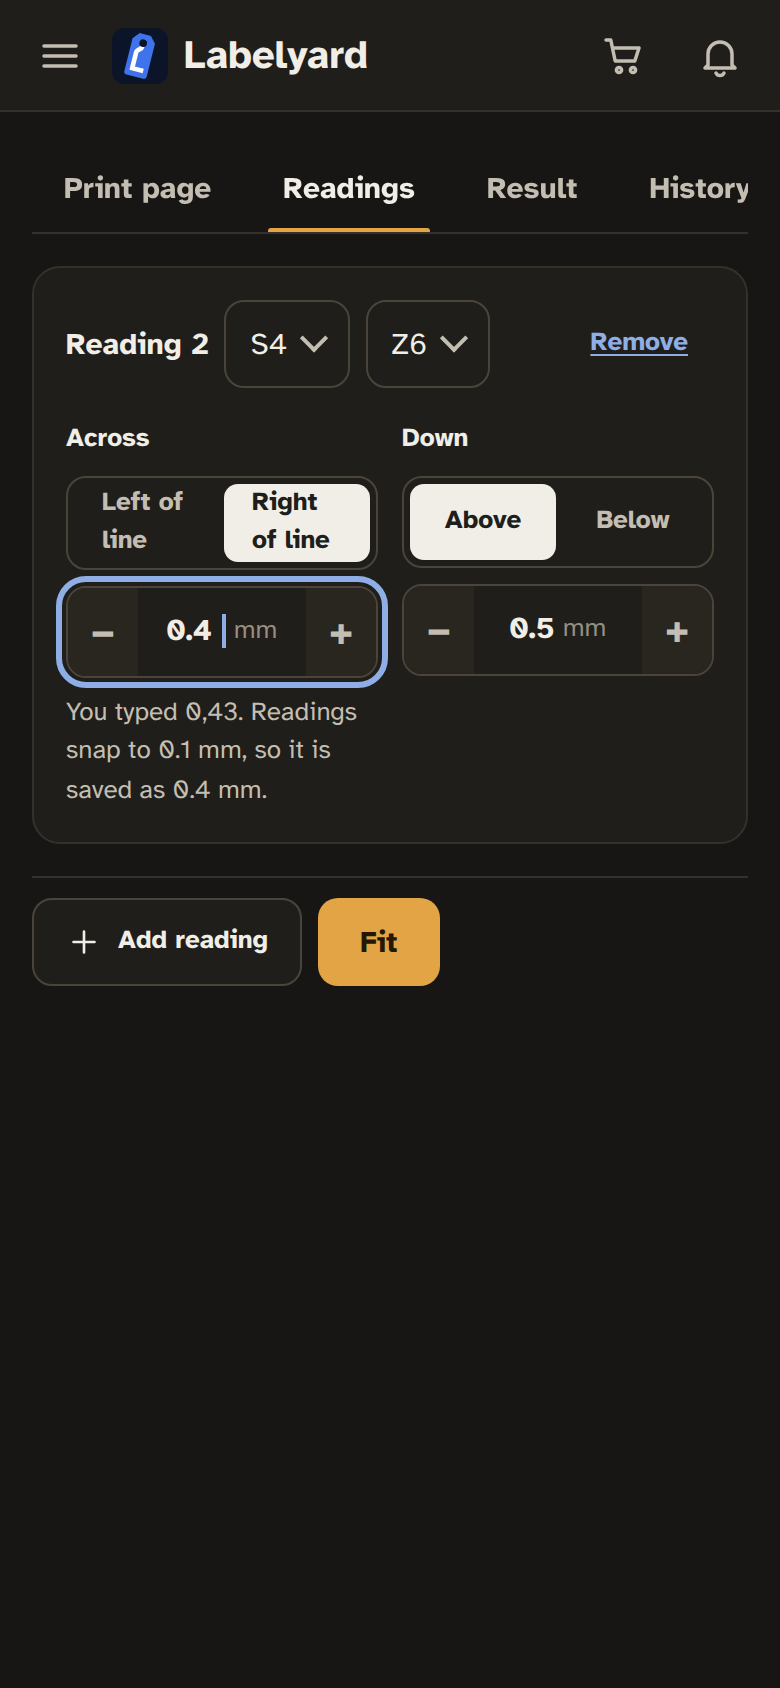 Labelyard
Print page Readings Result History
Reading 2 S4 Z6 Remove
Across Down
Left of line Right of line Above Below
− 0.4 mm + − 0.5 mm +
You typed 0,43. Readings
snap to 0.1 mm, so it is
saved as 0.4 mm.
+ Add reading Fit